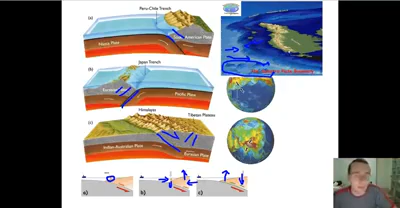 (a)
Peru-Chile Trench
Nazca Plate
American Plate
(b)
Japan Trench
Eurasian
Pacific Plate
(c)
Himalayas
Tibetan Plateau
Indian-Australian Plate
Eurasian Plate
a)
b)
c)